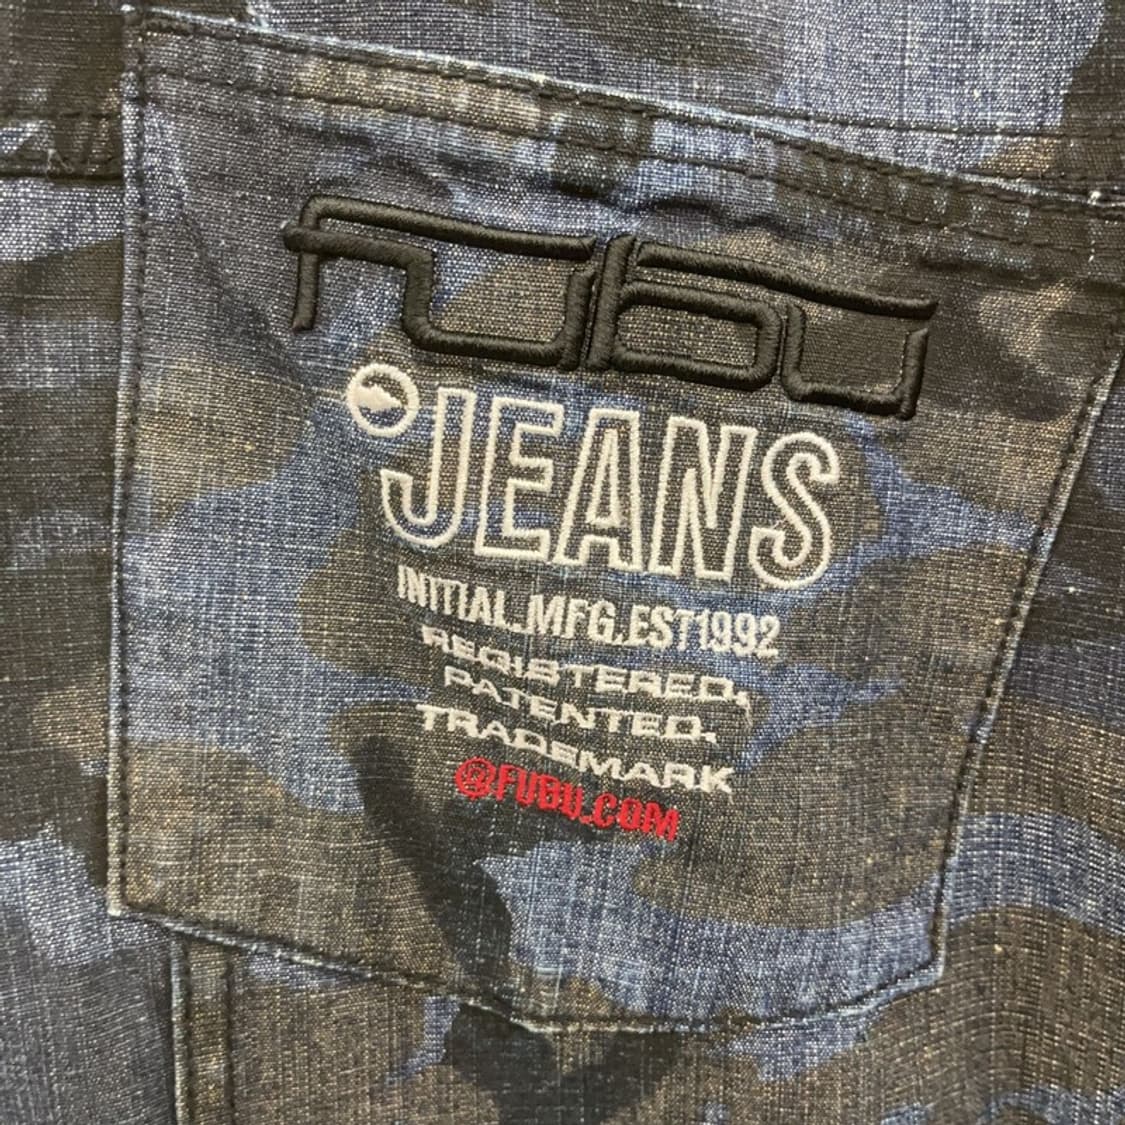 FUBU
JEANS
INITIAL.MFG.EST1992
REGISTERED,
PATENTED,
TRADEMARK
@FUBU.COM